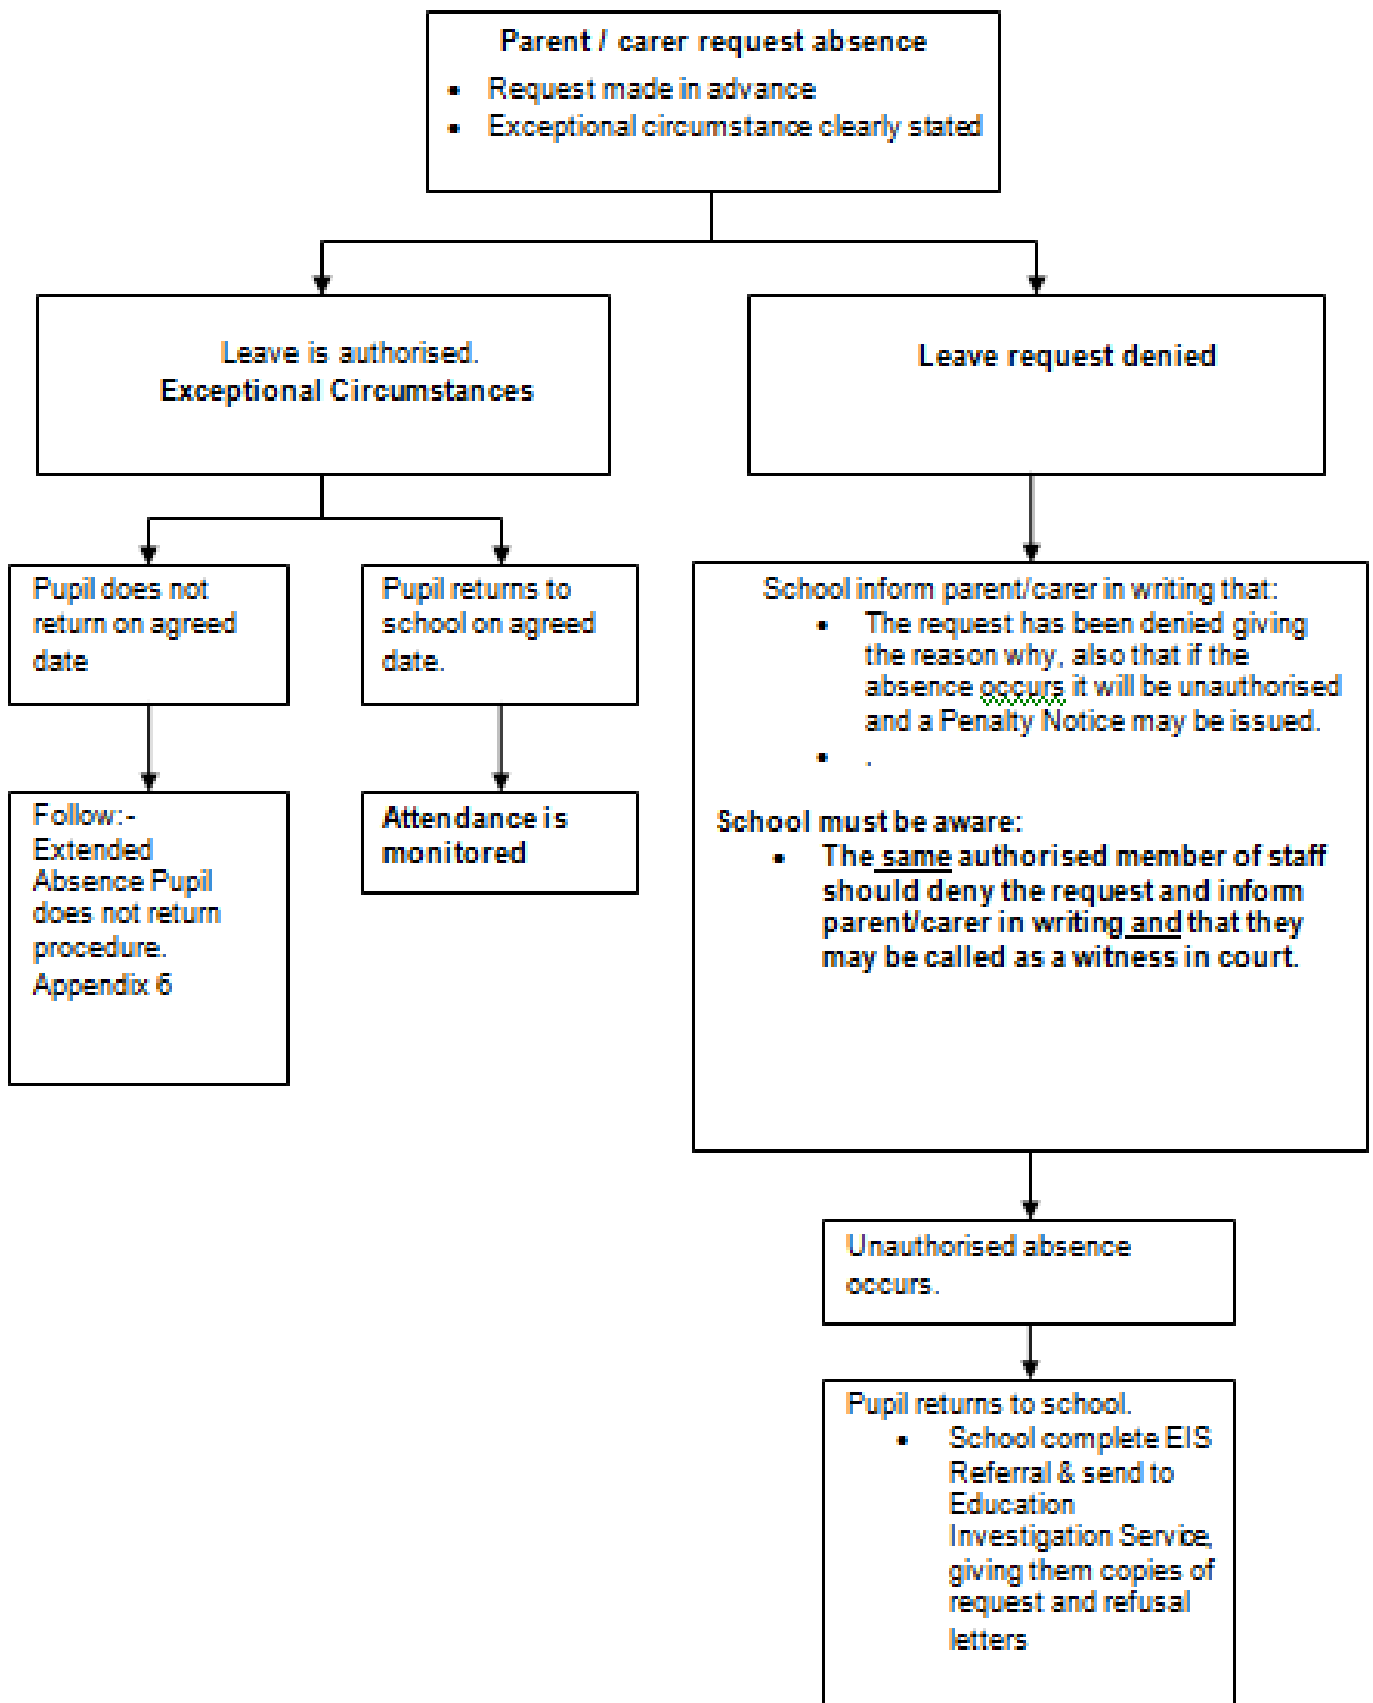 Parent / carer request absence
• Request made in advance
• Exceptional circumstance clearly stated
Leave is authorised.
Exceptional Circumstances
Leave request denied
Pupil does not
return on agreed
date
Pupil returns to
school on agreed
date.
School inform parent/carer in writing that:
• The request has been denied giving
the reason why, also that if the
absence occurs it will be unauthorised
and a Penalty Notice may be issued.
• .
School must be aware:
• The same authorised member of staff
should deny the request and inform
parent/carer in writing and that they
may be called as a witness in court.
Follow:-
Extended
Absence Pupil
does not return
procedure.
Appendix 6
Attendance is
monitored
Unauthorised absence
occurs.
Pupil returns to school.
• School complete EIS
Referral & send to
Education
Investigation Service,
giving them copies of
request and refusal
letters